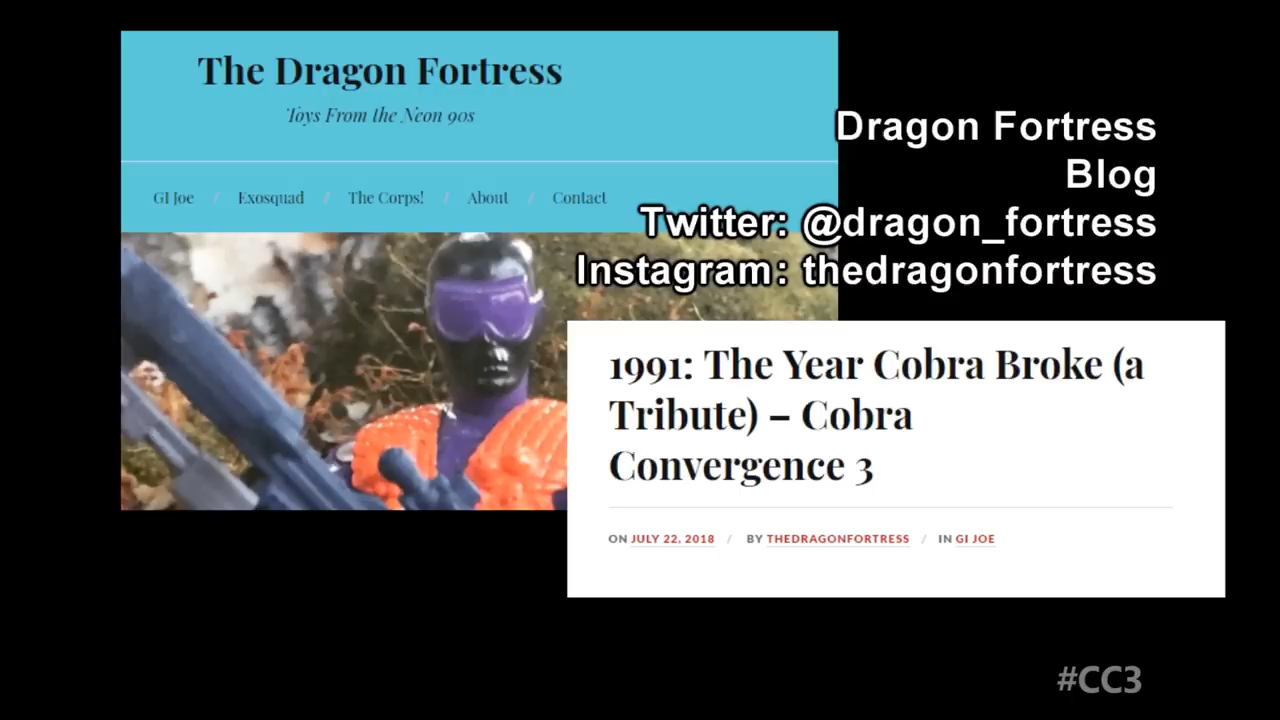 The Dragon Fortress
Toys From the Neon 90s
GI Joe / Exosquad / The Corps! / About / Contact
Dragon Fortress
Blog
Twitter: @dragon_fortress
Instagram: thedragonfortress
1991: The Year Cobra Broke (a
Tribute) – Cobra
Convergence 3
ON JULY 22, 2018 / BY THEDRAGONFORTRESS / IN GI JOE
#CC3